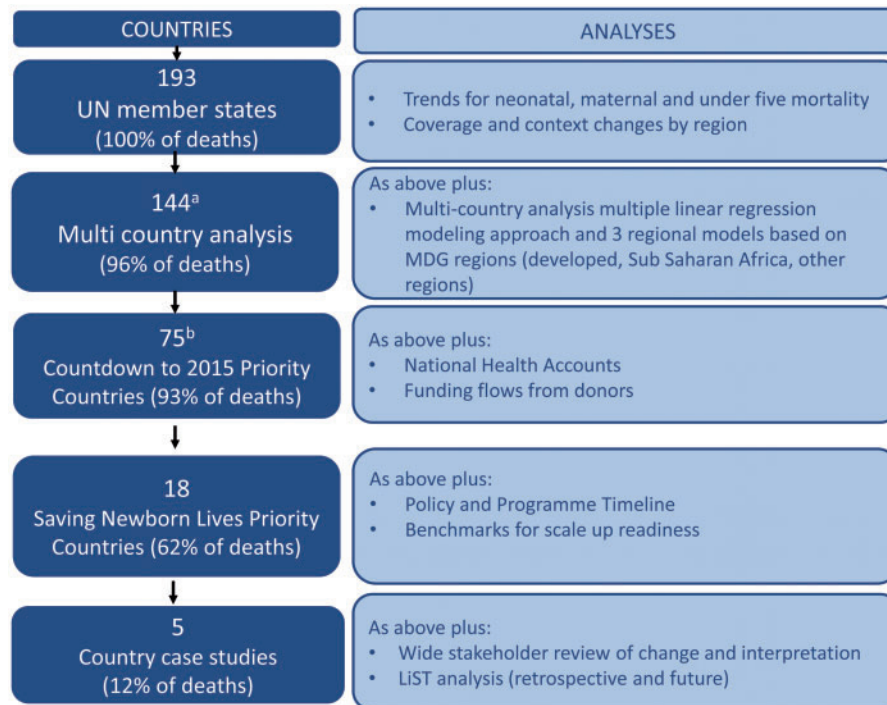 COUNTRIES
ANALYSES
193
UN member states
(100% of deaths)
• Trends for neonatal, maternal and under five mortality
• Coverage and context changes by region
144a
Multi country analysis
(96% of deaths)
As above plus:
• Multi-country analysis multiple linear regression
modeling approach and 3 regional models based on
MDG regions (developed, Sub Saharan Africa, other
regions)
75b
Countdown to 2015 Priority
Countries (93% of deaths)
As above plus:
• National Health Accounts
• Funding flows from donors
18
Saving Newborn Lives Priority
Countries (62% of deaths)
As above plus:
• Policy and Programme Timeline
• Benchmarks for scale up readiness
5
Country case studies
(12% of deaths)
As above plus:
• Wide stakeholder review of change and interpretation
• LiST analysis (retrospective and future)